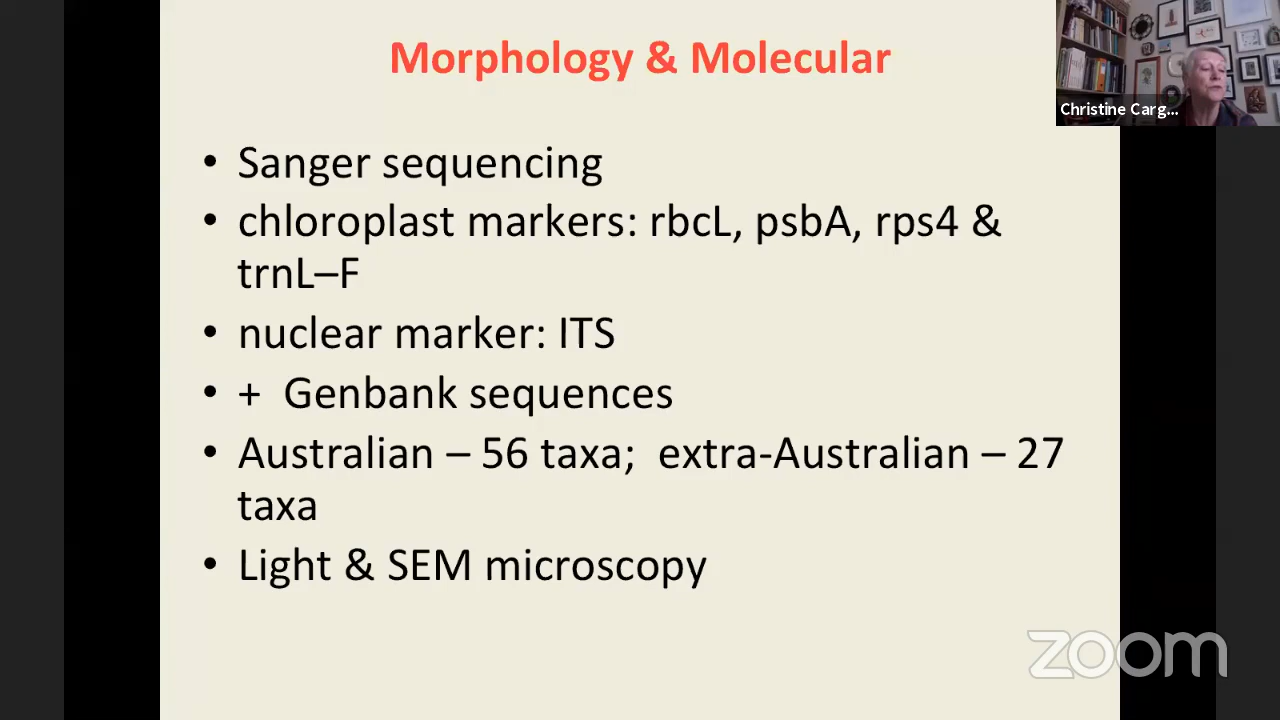 Morphology & Molecular
Christine Carg...
• Sanger sequencing
• chloroplast markers: rbcL, psbA, rps4 &
trnL–F
• nuclear marker: ITS
• + Genbank sequences
• Australian – 56 taxa; extra-Australian – 27
taxa
• Light & SEM microscopy
zoom